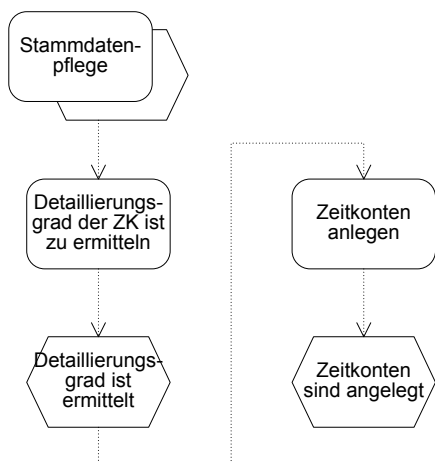 Stammdaten-
pflege
Detaillierungs-
grad der ZK ist
zu ermitteln
Detaillierungs-
grad ist
ermittelt
Zeitkonten
anlegen
Zeitkonten
sind angelegt